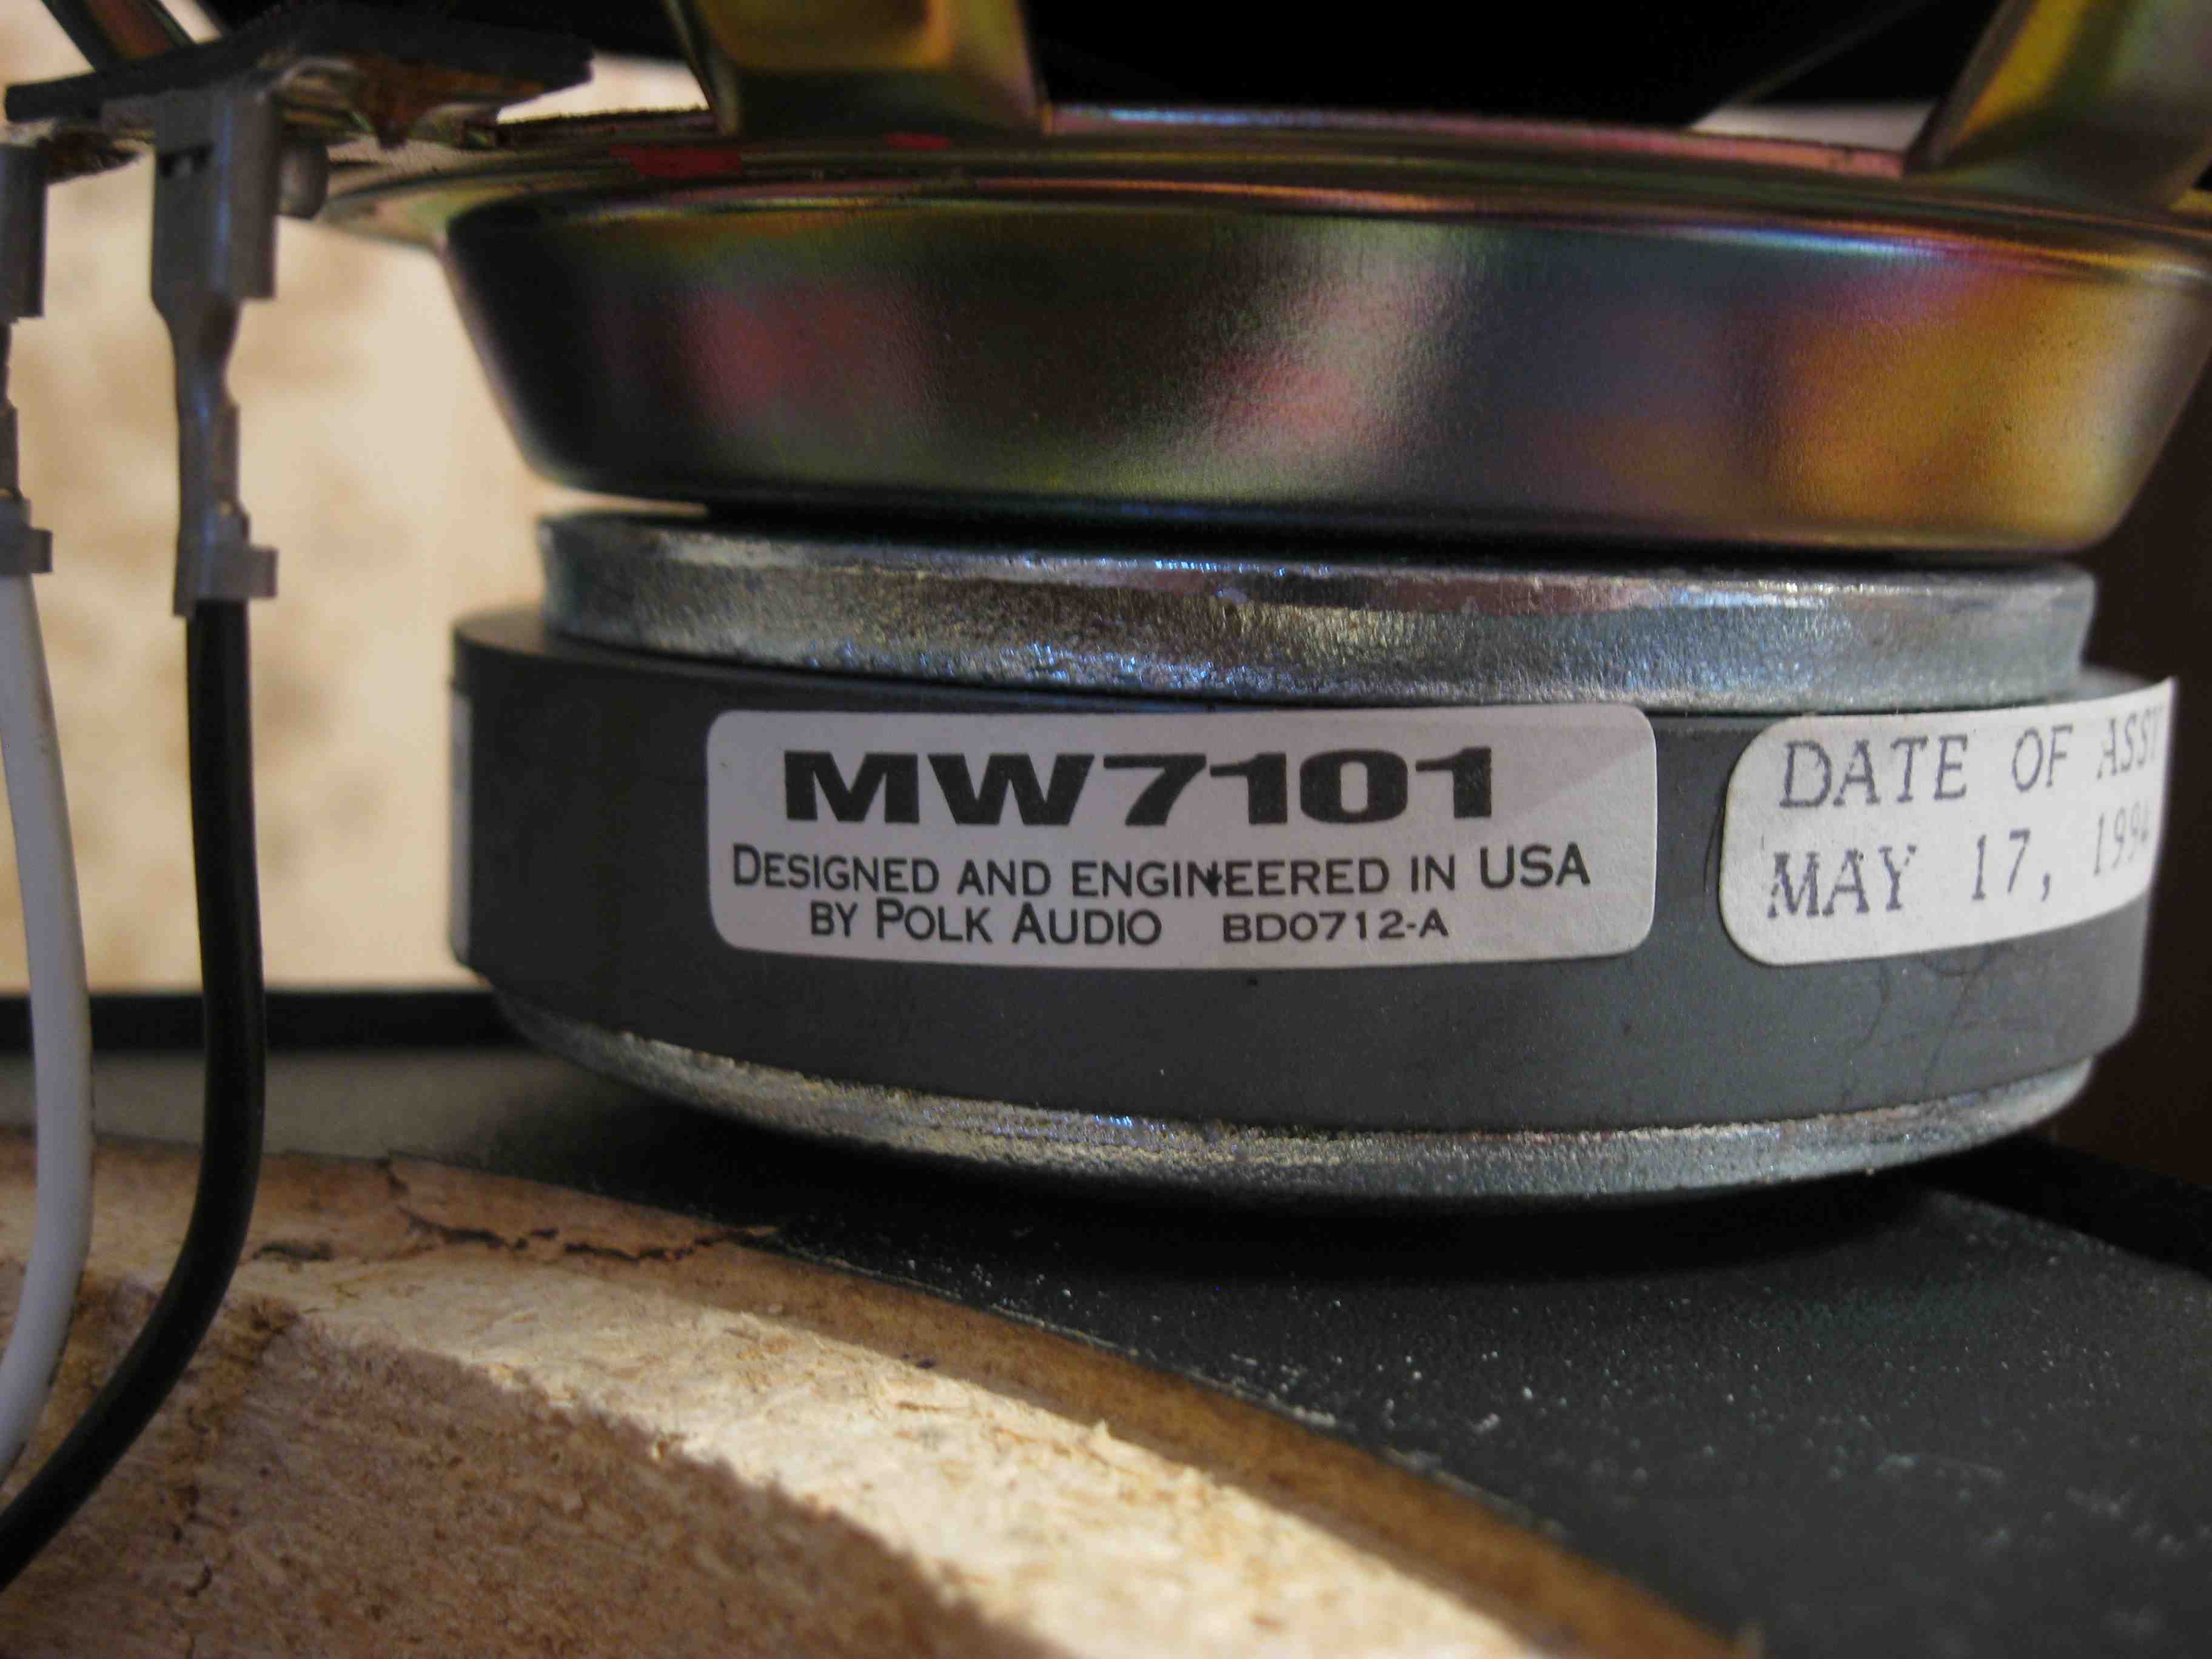 MW7101
DESIGNED AND ENGINEERED IN USA
BY POLK AUDIO BD0712-A
DATE OF
MAY 17,